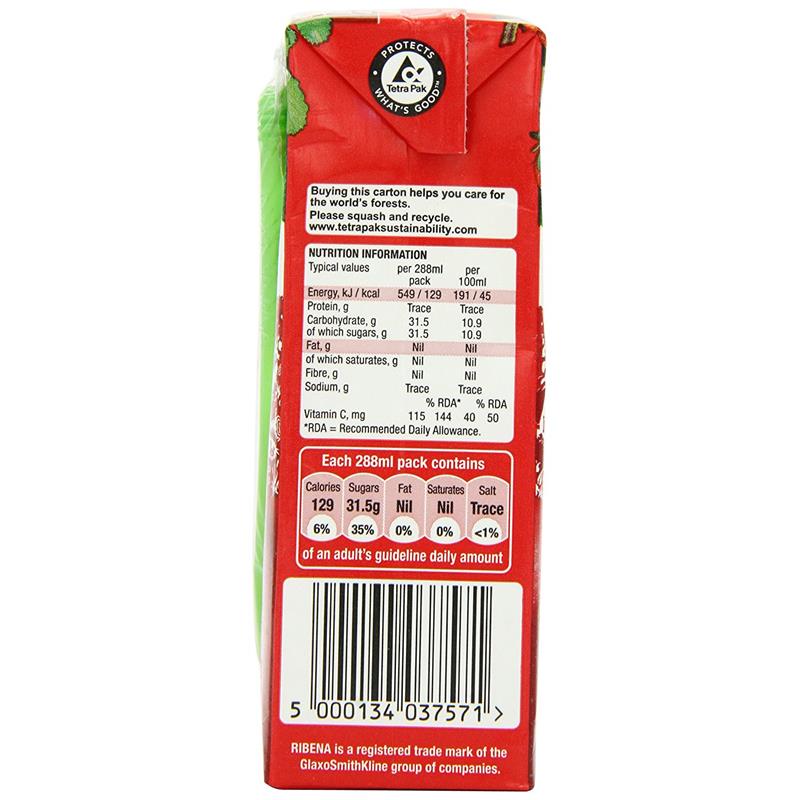 PROTECTS
Tetra Pak
WHAT'S GOOD™
Buying this carton helps you care for
the world's forests.
Please squash and recycle.
www.tetrapaksustainability.com
NUTRITION INFORMATION
Typical values per 288ml per
pack 100ml
Energy, kJ / kcal 549 / 129 191 / 45
Protein, g Trace Trace
Carbohydrate, g 31.5 10.9
of which sugars, g 31.5 10.9
Fat, g Nil Nil
of which saturates, g Nil Nil
Fibre, g Nil Nil
Sodium, g Trace Trace
% RDA* % RDA
Vitamin C, mg 115 144 40 50
*RDA = Recommended Daily Allowance.
Each 288ml pack contains
Calories Sugars Fat Saturates Salt
129 31.5g Nil Nil Trace
6% 35% 0% 0% <1%
of an adult's guideline daily amount
5 000134 037571 >
RIBENA is a registered trade mark of the
GlaxoSmithKline group of companies.